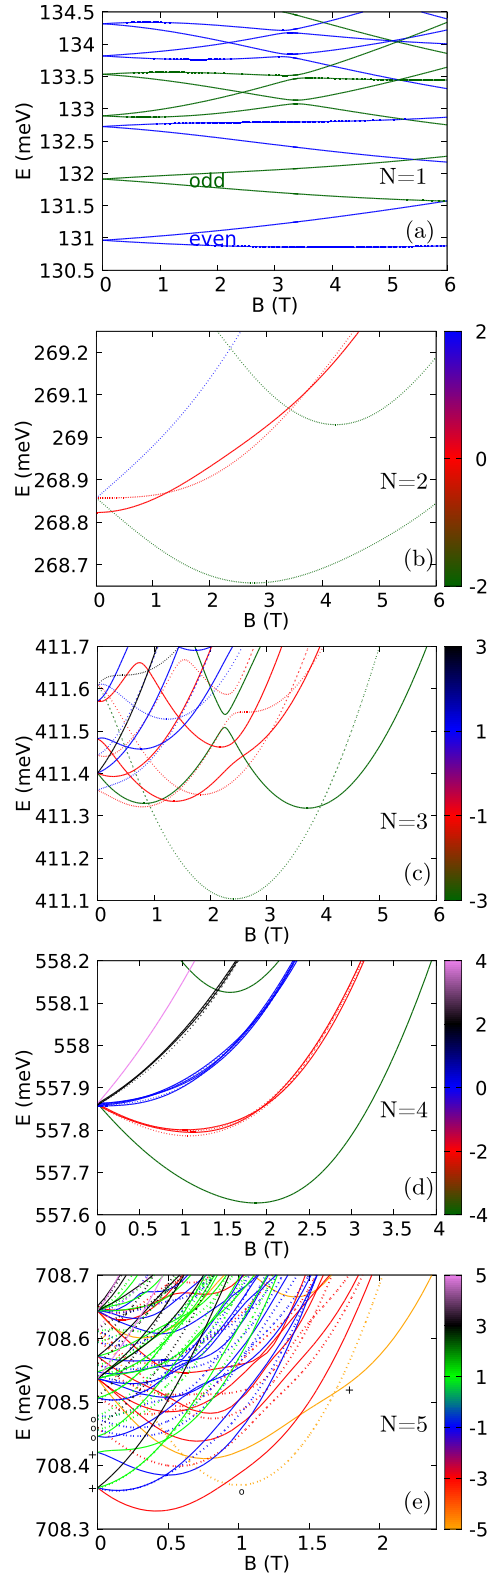 134.5
134
133.5
133
132.5
132
131.5
131
130.5
E (meV)
odd
even
N=1
(a)
0 1 2 3 4 5 6
B (T)
269.2
269.1
269
268.9
268.8
268.7
E (meV)
N=2
(b)
2
0
-2
0 1 2 3 4 5 6
B (T)
411.7
411.6
411.5
411.4
411.3
411.2
411.1
E (meV)
N=3
(c)
3
1
-1
-3
0 1 2 3 4 5 6
B (T)
558.2
558.1
558
557.9
557.8
557.7
557.6
E (meV)
N=4
(d)
4
2
0
-2
-4
0 0.5 1 1.5 2 2.5 3 3.5 4
B (T)
708.7
708.6
708.5
708.4
708.3
E (meV)
N=5
(e)
5
3
1
-1
-3
-5
0 0.5 1 1.5 2
B (T)